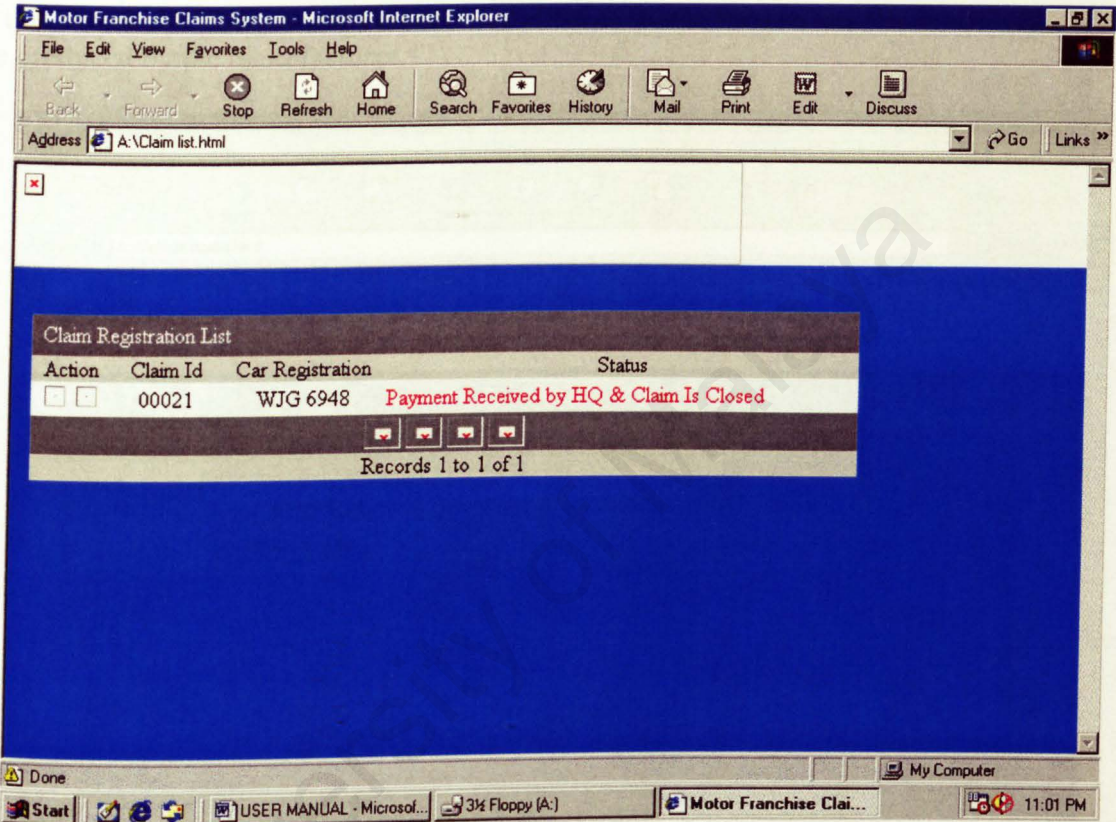 Motor Franchise Claims System - Microsoft Internet Explorer
File Edit View Favorites Tools Help
Back Forward Stop Refresh Home Search Favorites History Mail Print Edit Discuss
Address A:\Claim list.html Go Links »
Claim Registration List
Action Claim Id Car Registration Status
00021 WJG 6948 Payment Received by HQ & Claim Is Closed
Records 1 to 1 of 1
University of Malaya
Done My Computer
Start USER MANUAL - Microsof... 3½ Floppy (A:) Motor Franchise Clai... 11:01 PM